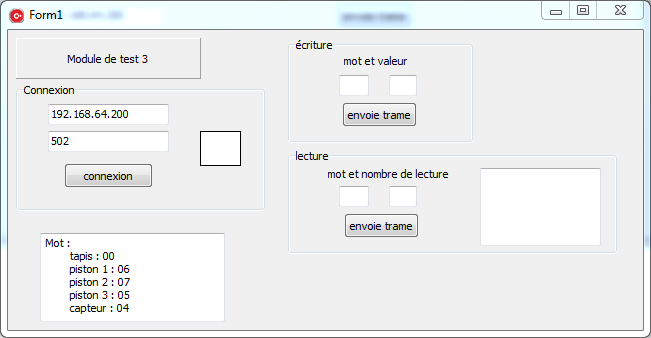 Form1
Module de test 3
Connexion
192.168.64.200
502
connexion
Mot :
tapis : 00
piston 1 : 06
piston 2 : 07
piston 3 : 05
capteur : 04
écriture
mot et valeur
envoie trame
lecture
mot et nombre de lecture
envoie trame